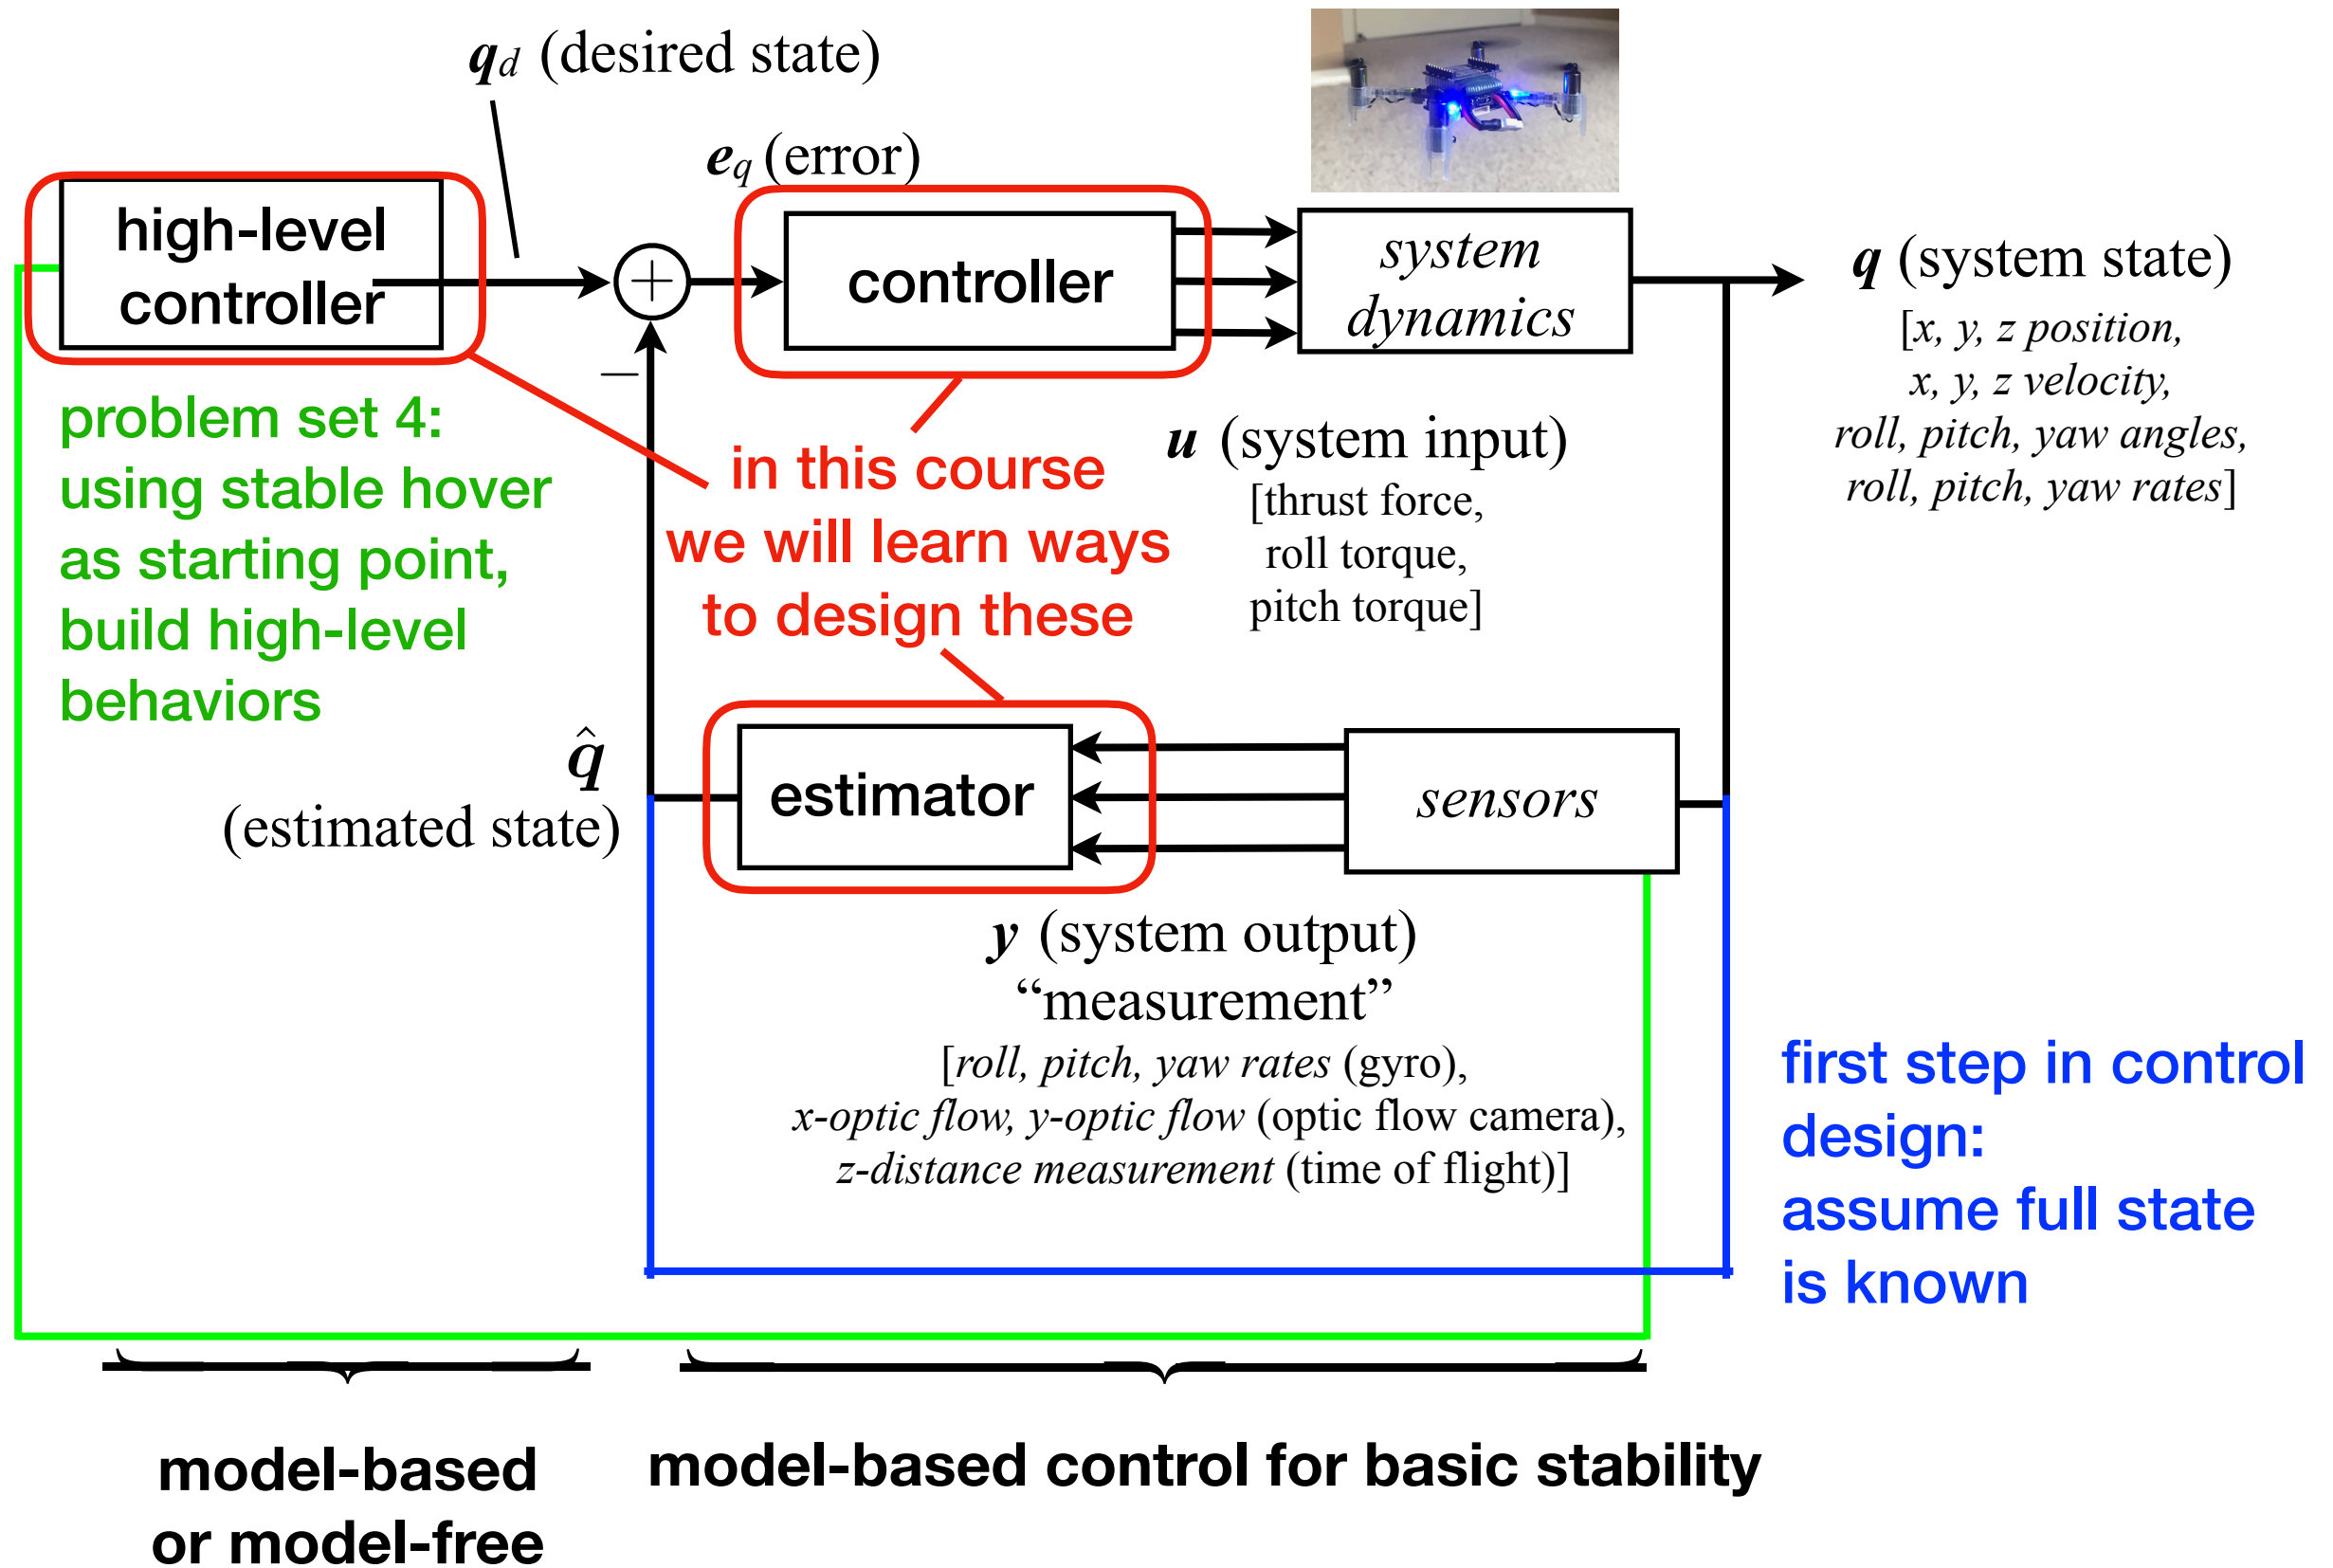 q_d (desired state)
e_q (error)
high-level
controller
+
−
controller
system
dynamics
q (system state)
[x, y, z position,
x, y, z velocity,
roll, pitch, yaw angles,
roll, pitch, yaw rates]
problem set 4:
using stable hover
as starting point,
build high-level
behaviors
in this course
we will learn ways
to design these
u (system input)
[thrust force,
roll torque,
pitch torque]
q̂
(estimated state)
estimator
sensors
y (system output)
“measurement”
[roll, pitch, yaw rates (gyro),
x-optic flow, y-optic flow (optic flow camera),
z-distance measurement (time of flight)]
first step in control
design:
assume full state
is known
model-based
or model-free
model-based control for basic stability